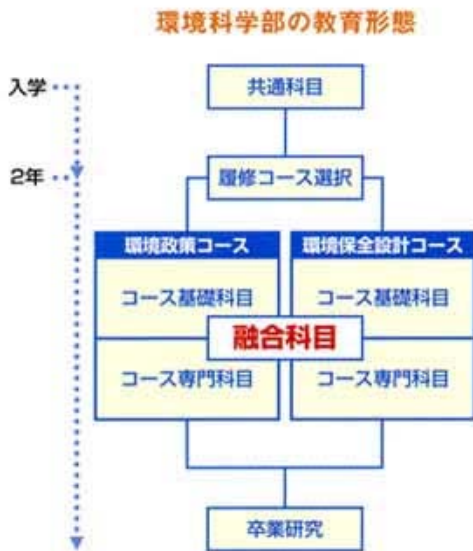 環境科学部の教育形態
入学
共通科目
2年
履修コース選択
環境政策コース
環境保全設計コース
コース基礎科目
コース基礎科目
融合科目
コース専門科目
コース専門科目
卒業研究